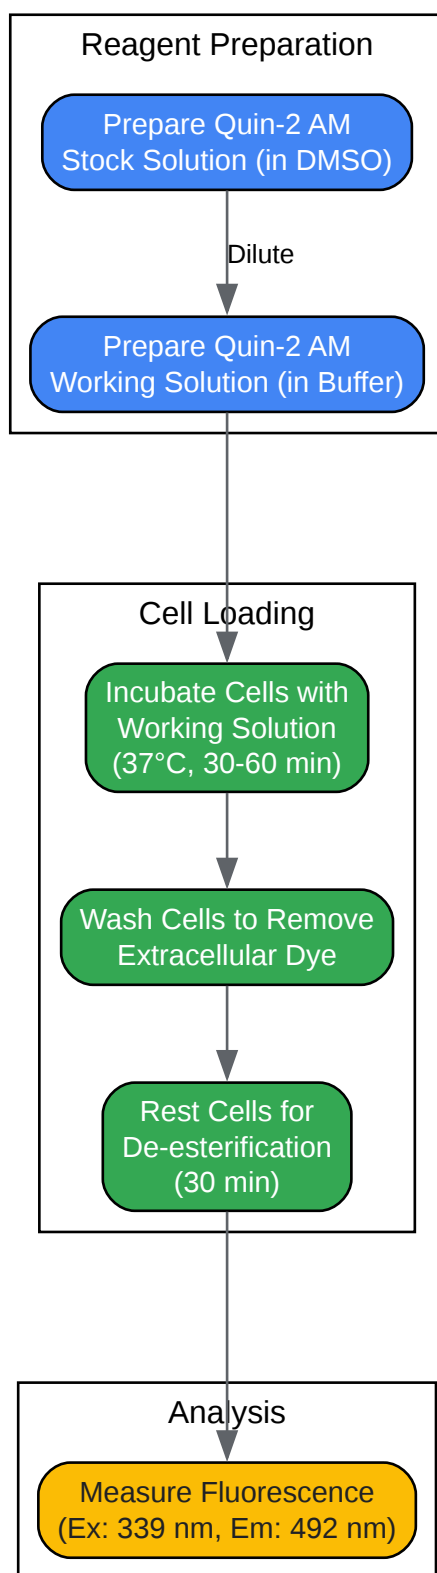 Reagent Preparation
Prepare Quin-2 AM
Stock Solution (in DMSO)
Dilute
Prepare Quin-2 AM
Working Solution (in Buffer)
Cell Loading
Incubate Cells with
Working Solution
(37°C, 30-60 min)
Wash Cells to Remove
Extracellular Dye
Rest Cells for
De-esterification
(30 min)
Analysis
Measure Fluorescence
(Ex: 339 nm, Em: 492 nm)